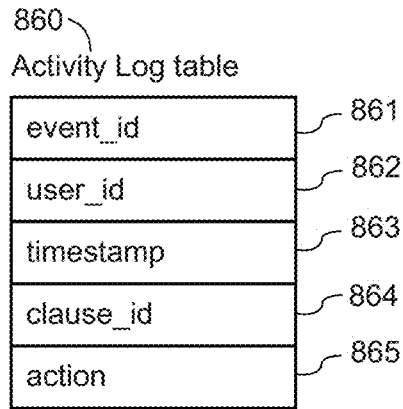 860
Activity Log table
event_id 861
user_id 862
timestamp 863
clause_id 864
action 865